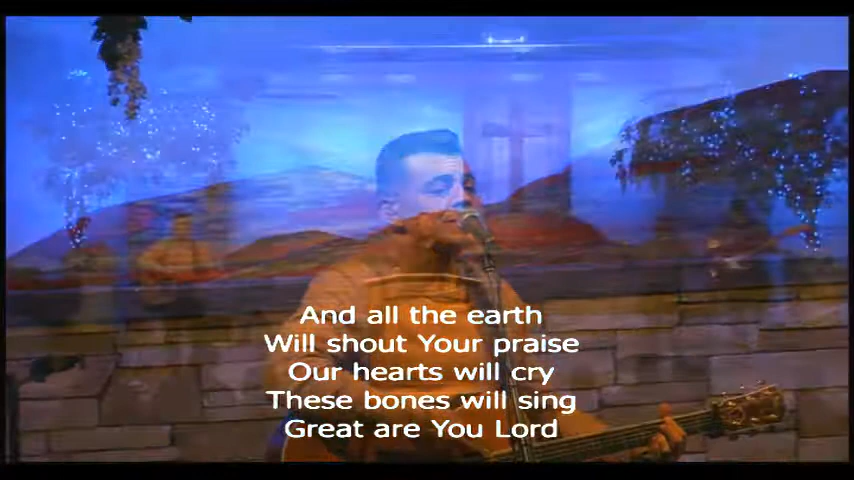 And all the earth
Will shout Your praise
Our hearts will cry
These bones will sing
Great are You Lord